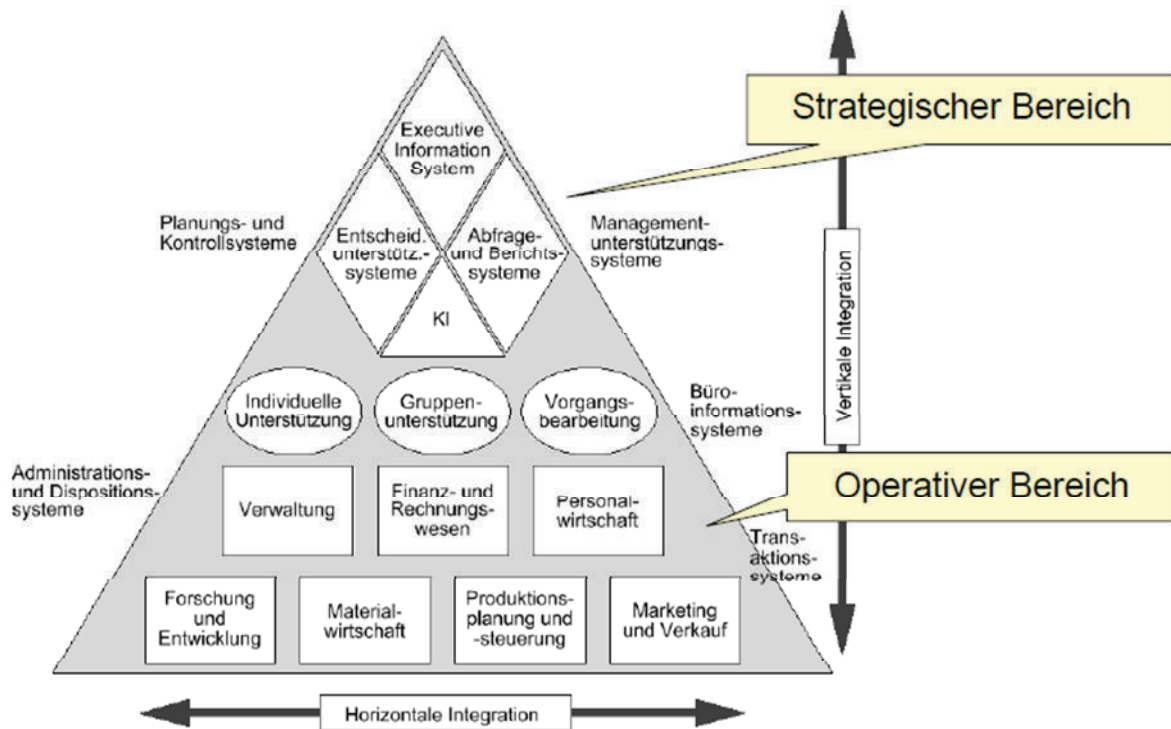 Strategischer Bereich
Executive
Information
System
Planungs- und
Kontrollsysteme
Entscheid.
unterstütz.-
systeme
Abfrage-
und Berichts-
systeme
Management-
unterstützungs-
systeme
KI
Vertikale Integration
Individuelle
Unterstützung
Gruppen-
unterstützung
Vorgangs-
bearbeitung
Büro-
informations-
systeme
Administrations-
und Dispositions-
systeme
Verwaltung
Finanz- und
Rechnungs-
wesen
Personal-
wirtschaft
Operativer Bereich
Trans-
aktions-
systeme
Forschung
und
Entwicklung
Material-
wirtschaft
Produktions-
planung und
-steuerung
Marketing
und Verkauf
Horizontale Integration